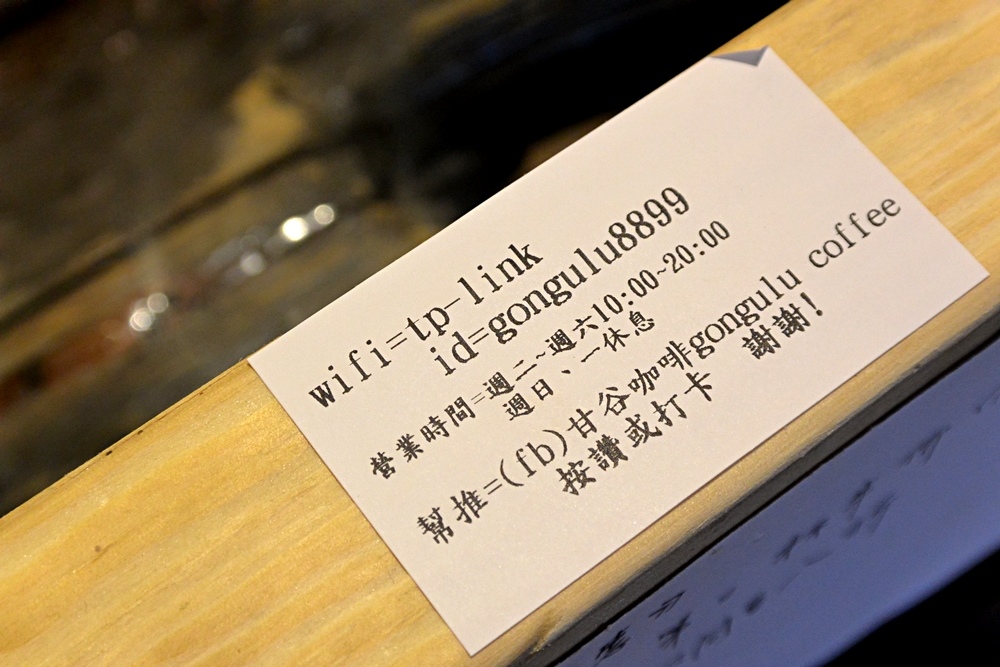 wifi=tp-link
id=gongulu8899
營業時間=週二~週六10:00~20:00
週日、一休息
幫推=(fb)甘谷咖啡gongulu coffee
按讚或打卡 謝謝!